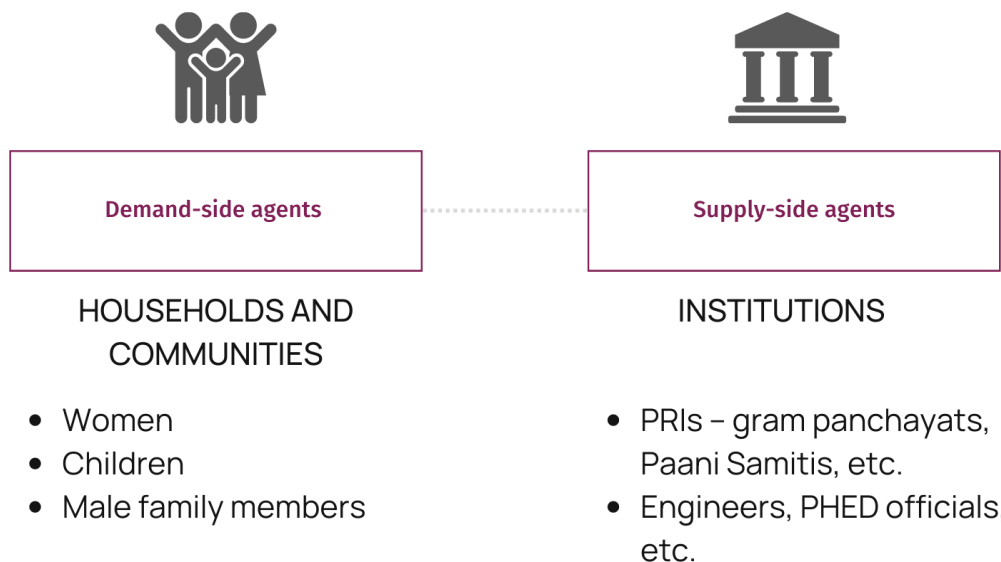 Demand-side agents
Supply-side agents
HOUSEHOLDS AND
COMMUNITIES
• Women
• Children
• Male family members
INSTITUTIONS
• PRIs – gram panchayats,
Paani Samitis, etc.
• Engineers, PHED officials
etc.